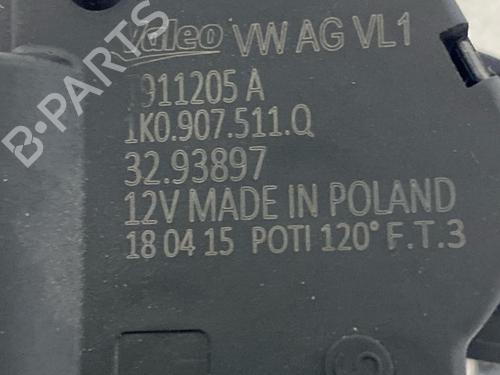 Valeo VW AG VL1
911205 A
1K0.907.511.Q
32.93897
12V MADE IN POLAND
18 04 15 POTI 120° F.T.3